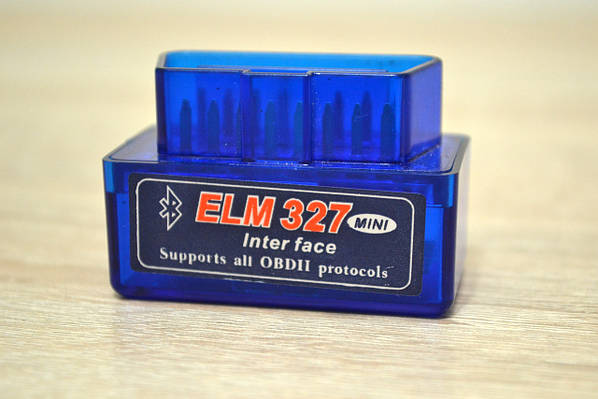 ELM 327 MINI
Inter face
Supports all OBDII protocols